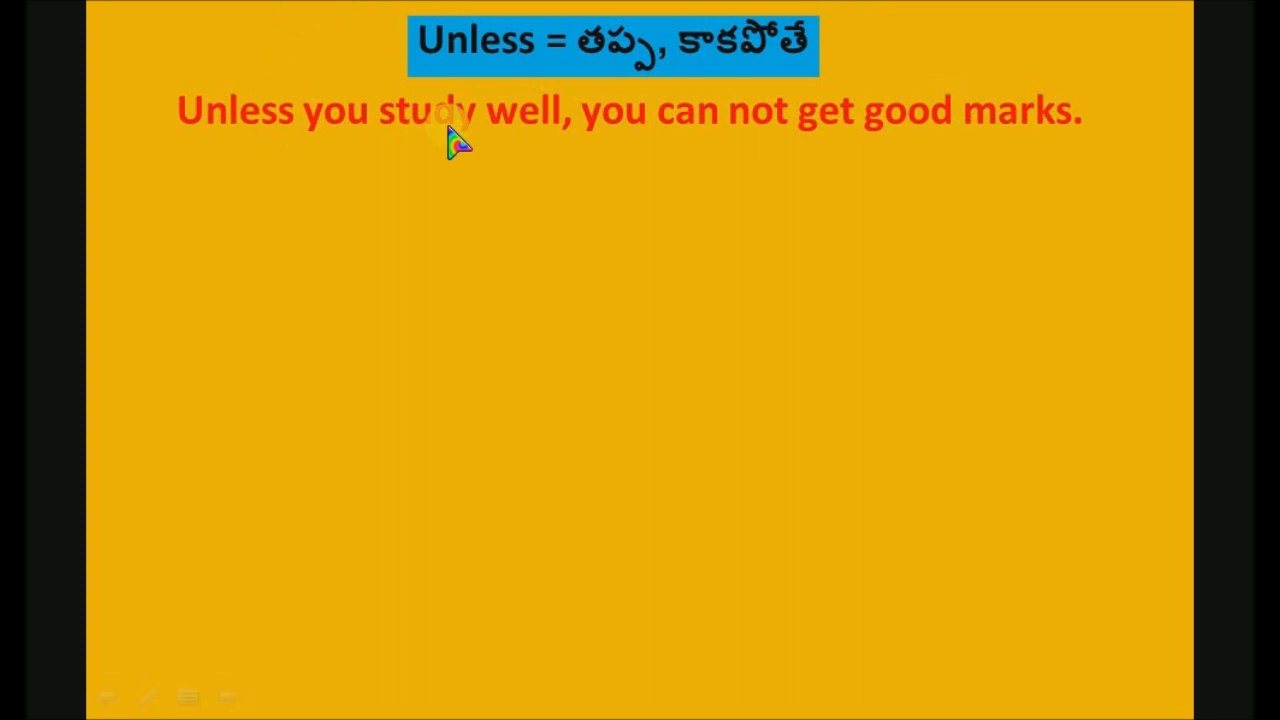 Unless = తప్ప, కాకపోతే
Unless you study well, you can not get good marks.